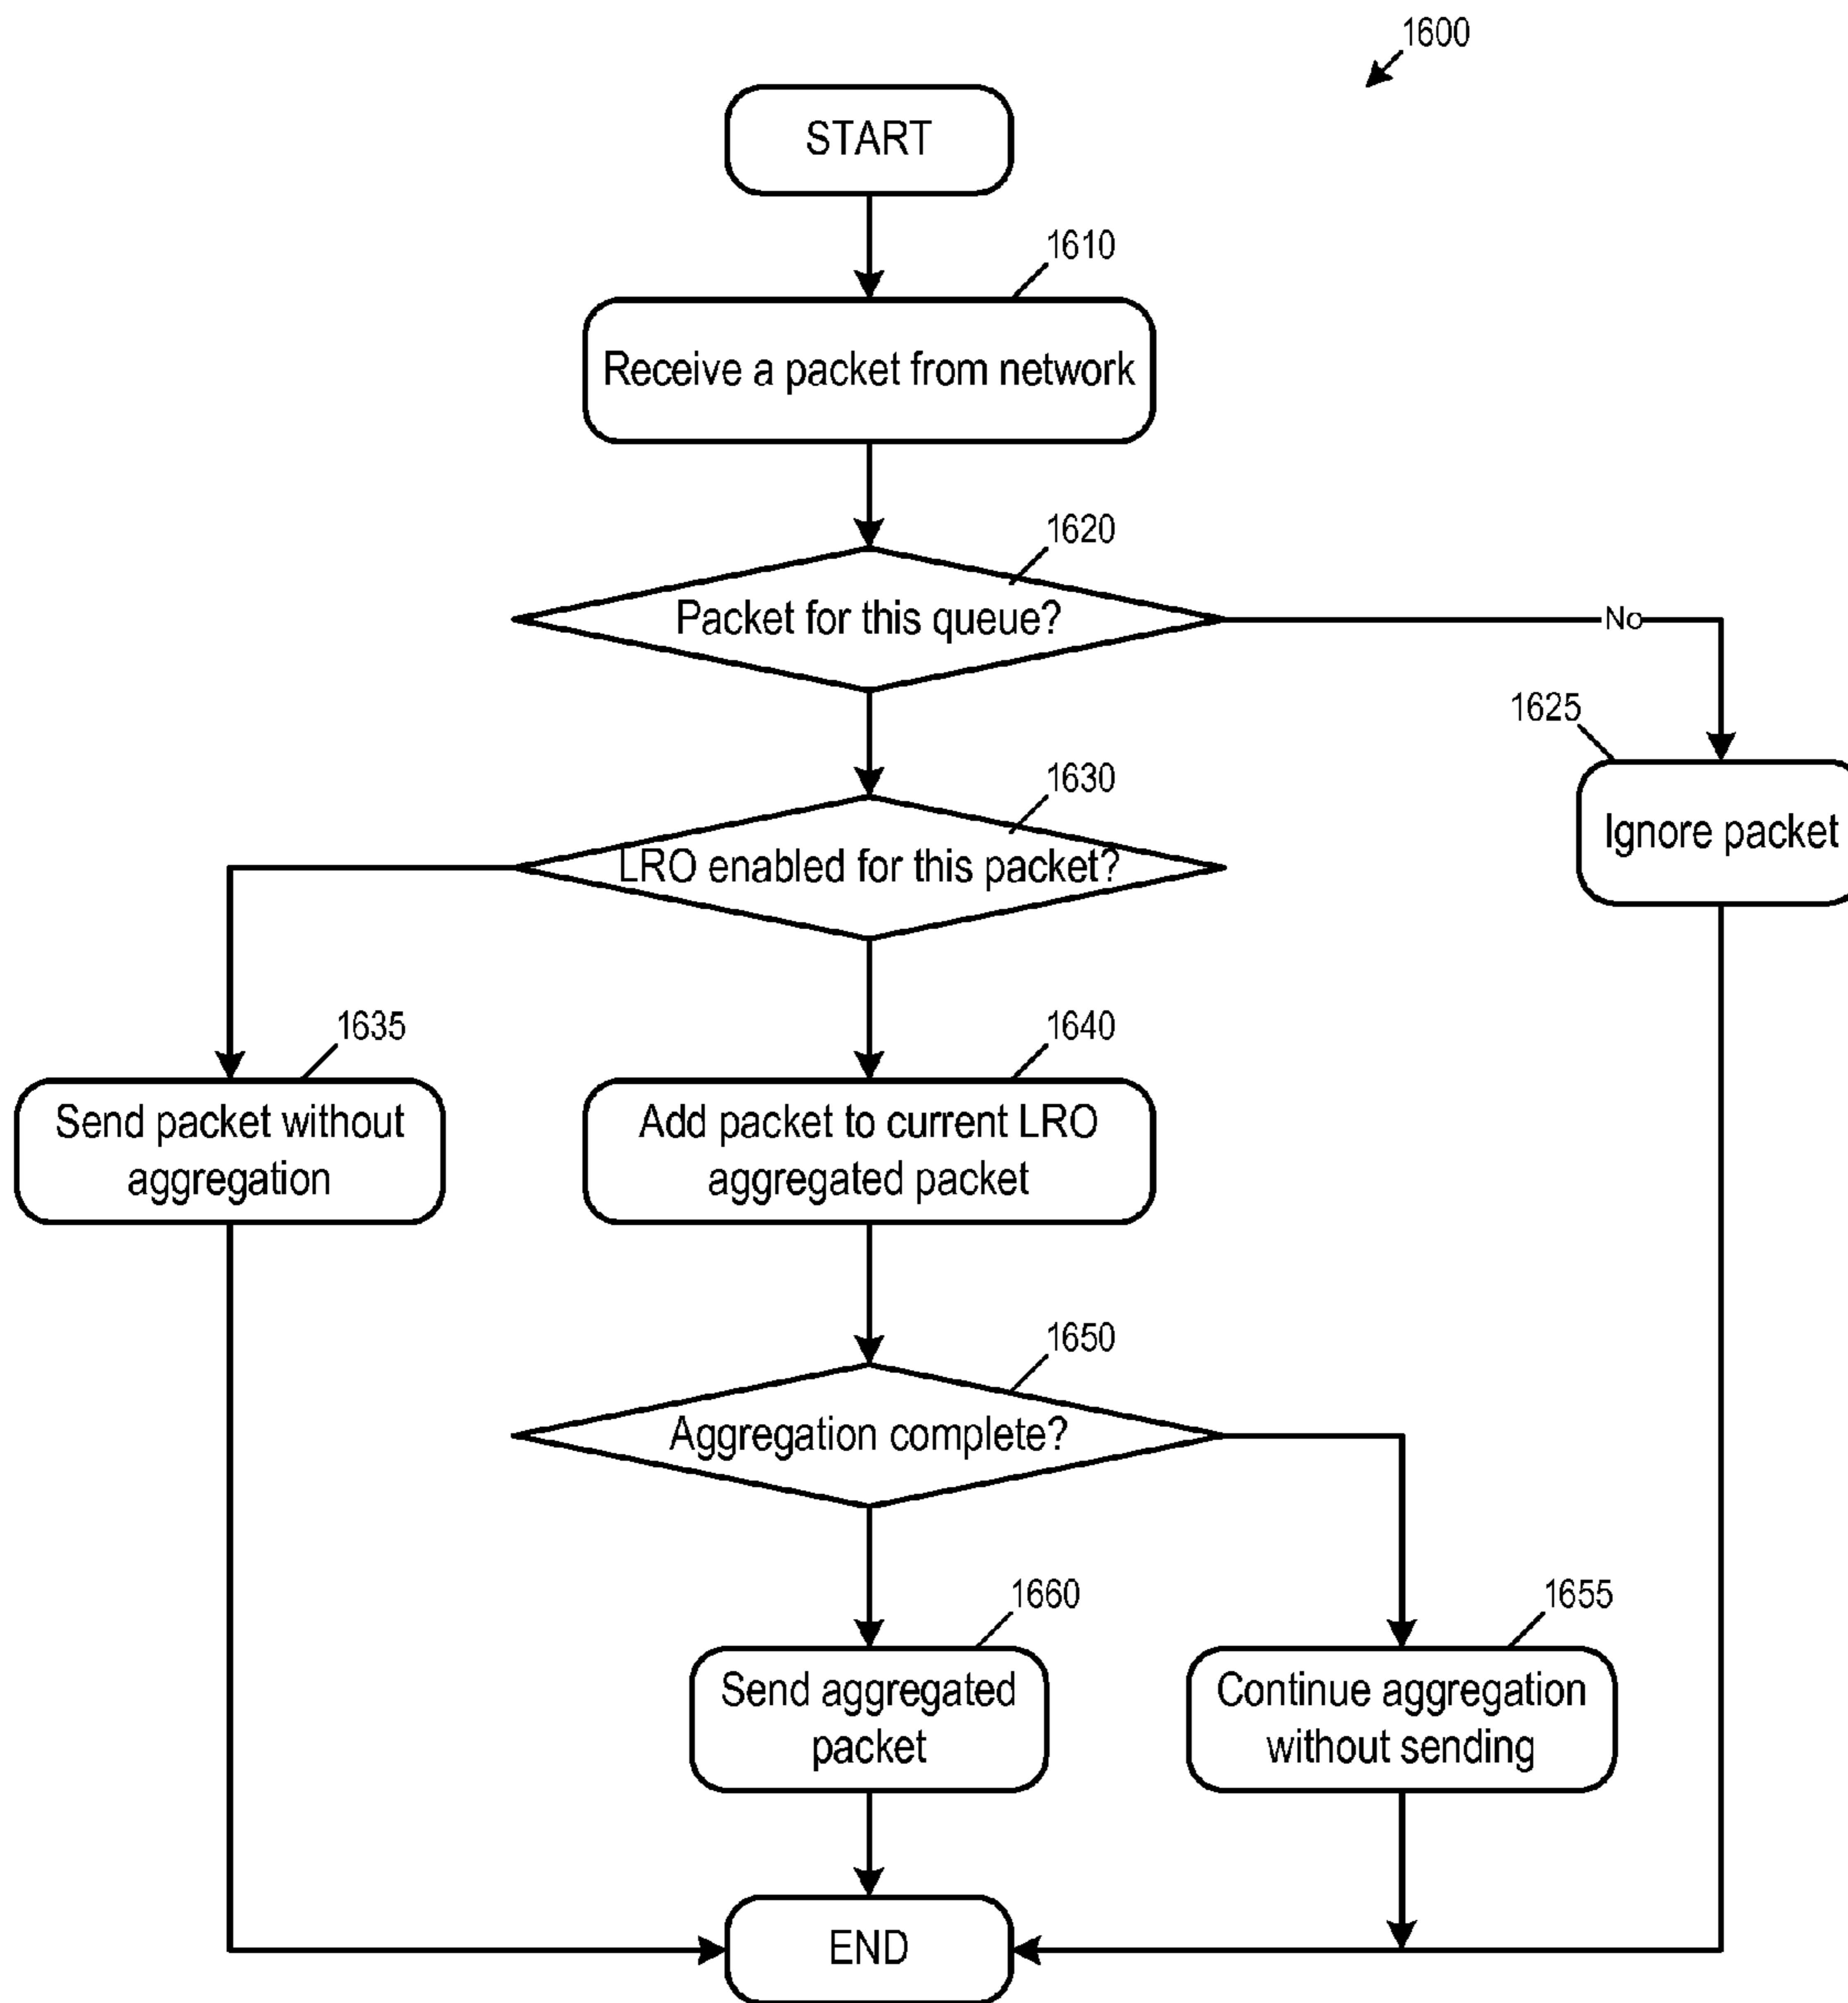 1600
START
1610
Receive a packet from network
1620
Packet for this queue?
No
1625
Ignore packet
1630
LRO enabled for this packet?
1635
Send packet without
aggregation
1640
Add packet to current LRO
aggregated packet
1650
Aggregation complete?
1660
Send aggregated
packet
1655
Continue aggregation
without sending
END